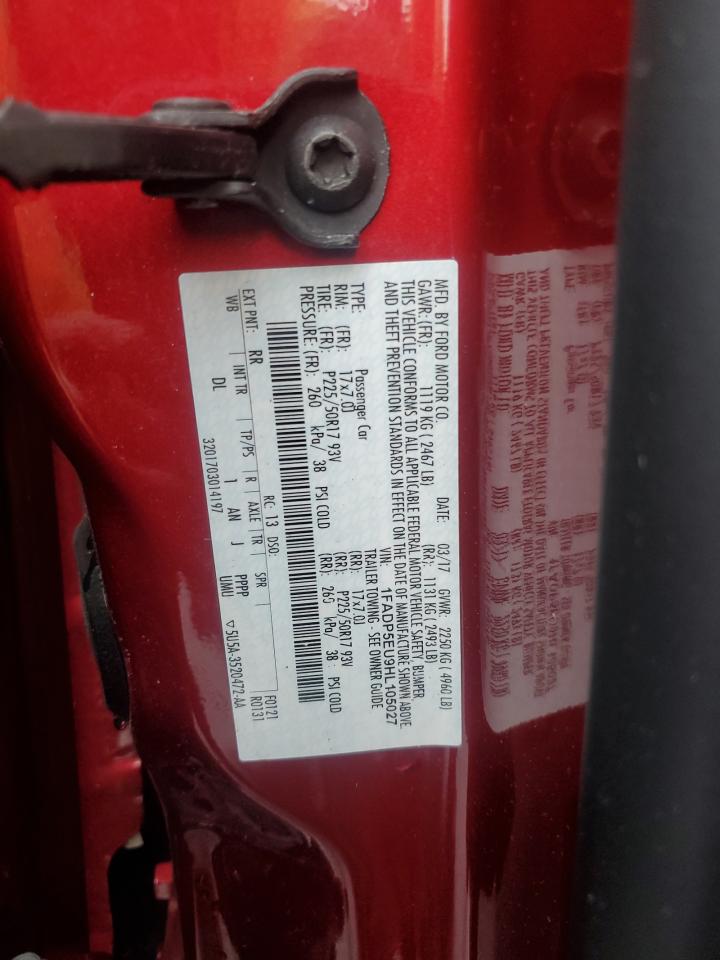 MFD. BY FORD MOTOR CO.
DATE: 03/17 GVWR: 2250 KG ( 4960 LB)
GAWR: (FR): 1119 KG ( 2467 LB) (RR): 1131 KG ( 2493 LB)
THIS VEHICLE CONFORMS TO ALL APPLICABLE FEDERAL MOTOR VEHICLE SAFETY, BUMPER
AND THEFT PREVENTION STANDARDS IN EFFECT ON THE DATE OF MANUFACTURE SHOWN ABOVE.
VIN: 1FADP5EU9HL105027
TYPE: Passenger Car TRAILER TOWING - SEE OWNER GUIDE
RIM: (FR): 17x7.0J (RR): 17x7.0J
TIRE: (FR): P225/50R17 93V (RR): P225/50R17 93V
PRESSURE: (FR): 260 kPa/ 38 PSI COLD (RR): 260 kPa/ 38 PSI COLD
EXT PNT: RR RC: 13 DSO: F0121
R0131
WB INT TR TP/PS R AXLE TR SPR
DL 1 AN J PPPP UMU
3201703014197 ▽5U5A-3520472-AA